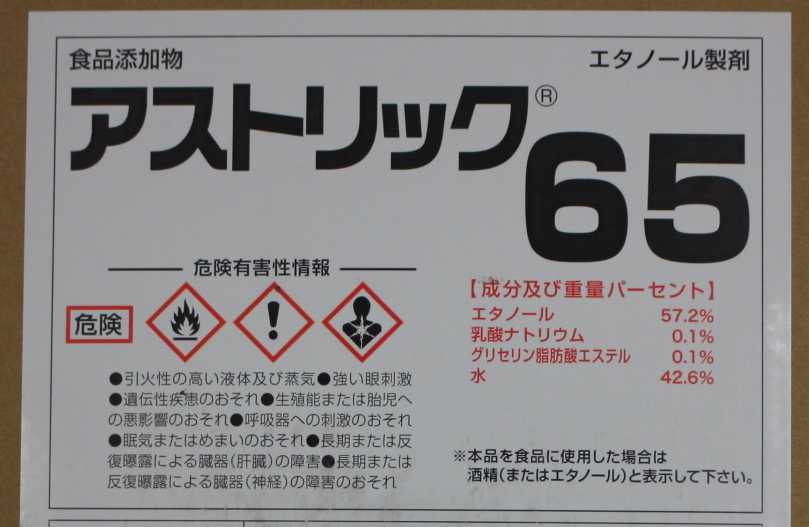 食品添加物 エタノール製剤
アストリック®65
危険有害性情報
危険
●引火性の高い液体及び蒸気●強い眼刺激
●遺伝性疾患のおそれ●生殖能または胎児へ
の悪影響のおそれ●呼吸器への刺激のおそれ
●眠気またはめまいのおそれ●長期または反
復曝露による臓器(肝臓)の障害●長期または
反復曝露による臓器(神経)の障害のおそれ
【成分及び重量パーセント】
エタノール 57.2%
乳酸ナトリウム 0.1%
グリセリン脂肪酸エステル 0.1%
水 42.6%
※本品を食品に使用した場合は
酒精(またはエタノール)と表示して下さい。